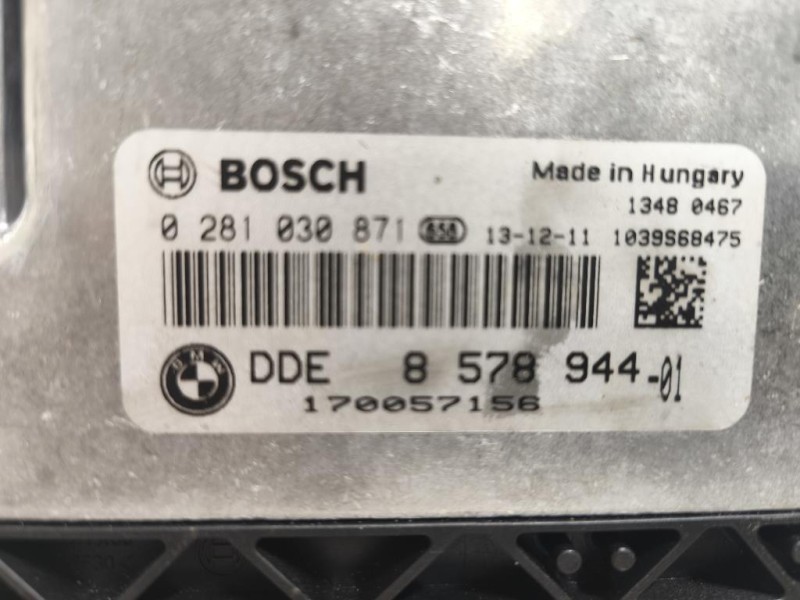 BOSCH
Made in Hungary
1348 0467
0 281 030 871 13-12-11 1039S68475
BMW
DDE 8 578 944-01
170057156